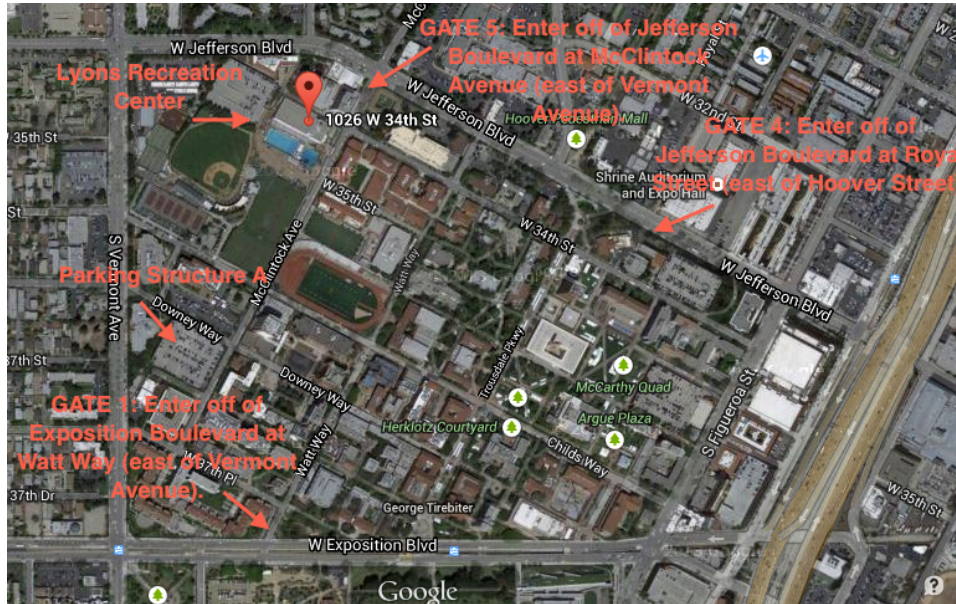 W Jefferson Blvd
GATE 5: Enter off of Jefferson
Boulevard at McClintock
Avenue (east of Vermont
Avenue)
Lyons Recreation
Center
1026 W 34th St
W Jefferson Blvd
W 32nd St
GATE 4: Enter off of
Jefferson Boulevard at Roya
Street (east of Hoover Street
Shrine Auditorium
and Expo Hall
35th St
St
W 35th St
W 34th St
McClintock Ave
Watt Way
S Vermont Ave
W Jefferson Blvd
Parking Structure A
Downey Way
37th St
Downey Way
Trousdale Pkwy
McCarthy Quad
Argue Plaza
Herklotz Courtyard
Childs Way
S Figueroa St
GATE 1: Enter off of
Exposition Boulevard at
Watt Way (east of Vermont
Avenue).
Watt Way
W 37th Pl
37th Dr
George Tirebiter
W 35th St
W Exposition Blvd
Google
?